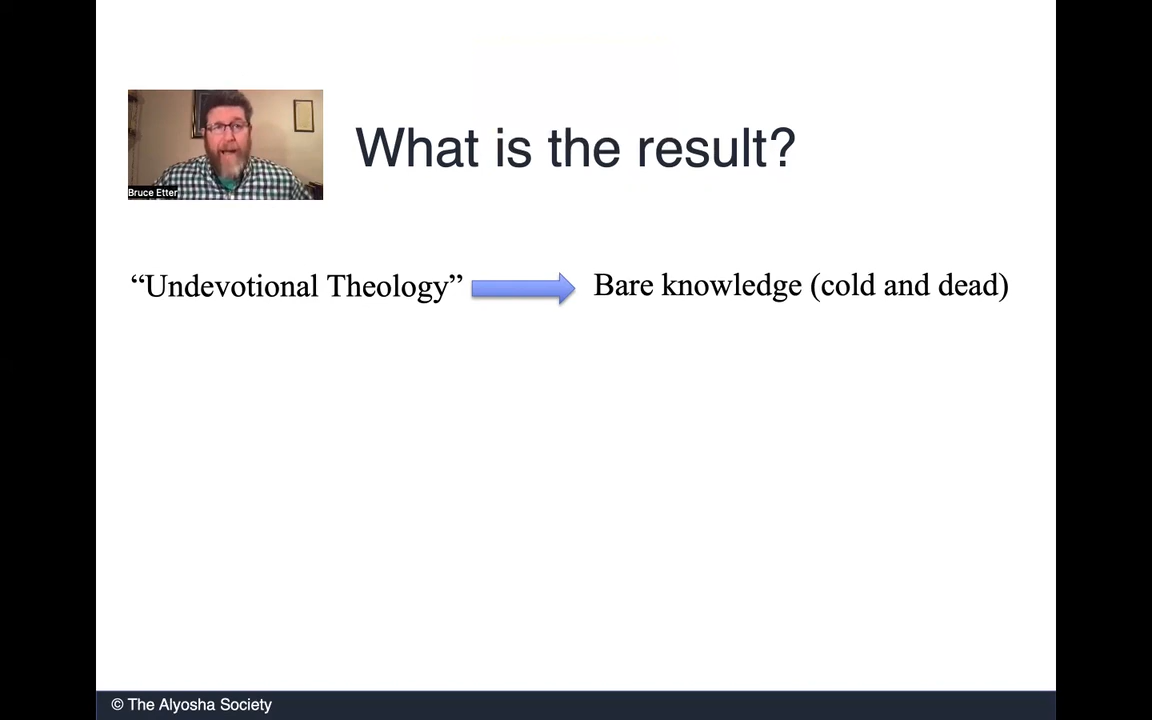 What is the result?
Bruce Etter
“Undevotional Theology” Bare knowledge (cold and dead)
© The Alyosha Society